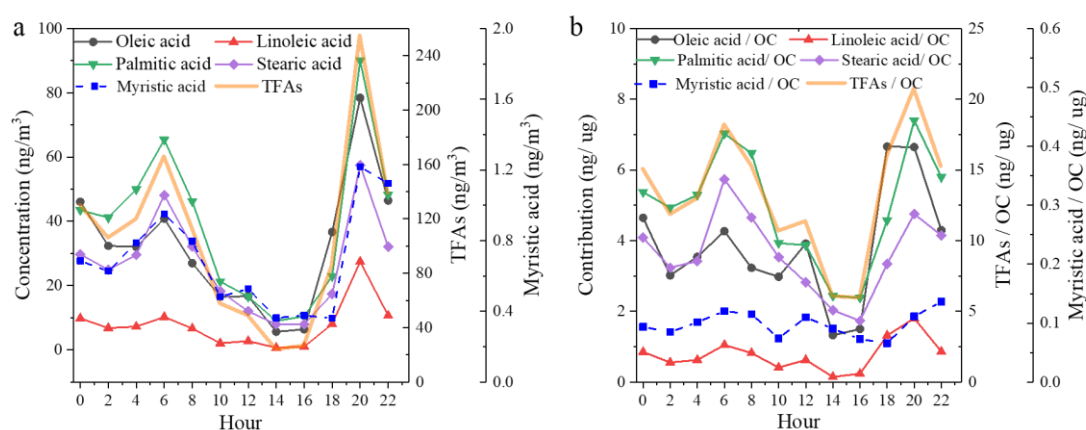 a
Oleic acid
Linoleic acid
Palmitic acid
Stearic acid
Myristic acid
TFAs
Concentration (ng/m³)
100
80
60
40
20
0
0 2 4 6 8 10 12 14 16 18 20 22
Hour
240
200
160
120
80
40
0
TFAs (ng/m³)
2.0
1.6
1.2
0.8
0.4
0.0
Myristic acid (ng/m³)
b
Oleic acid / OC
Linoleic acid/ OC
Palmitic acid/ OC
Stearic acid/ OC
Myristic acid / OC
TFAs / OC
Contribution (ng/ ug)
10
8
6
4
2
0
0 2 4 6 8 10 12 14 16 18 20 22
Hour
25
20
15
10
5
0
TFAs / OC (ng/ ug)
0.6
0.5
0.4
0.3
0.2
0.1
0.0
Myristic acid / OC (ng/ ug)